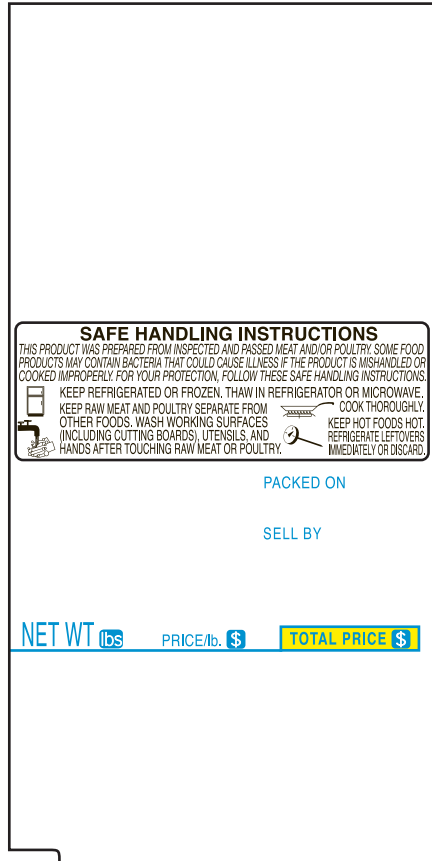 SAFE HANDLING INSTRUCTIONS
THIS PRODUCT WAS PREPARED FROM INSPECTED AND PASSED MEAT AND/OR POULTRY. SOME FOOD
PRODUCTS MAY CONTAIN BACTERIA THAT COULD CAUSE ILLNESS IF THE PRODUCT IS MISHANDLED OR
COOKED IMPROPERLY. FOR YOUR PROTECTION, FOLLOW THESE SAFE HANDLING INSTRUCTIONS.
KEEP REFRIGERATED OR FROZEN. THAW IN REFRIGERATOR OR MICROWAVE.
KEEP RAW MEAT AND POULTRY SEPARATE FROM
OTHER FOODS. WASH WORKING SURFACES
(INCLUDING CUTTING BOARDS), UTENSILS, AND
HANDS AFTER TOUCHING RAW MEAT OR POULTRY.
COOK THOROUGHLY.
KEEP HOT FOODS HOT.
REFRIGERATE LEFTOVERS
IMMEDIATELY OR DISCARD.
PACKED ON
SELL BY
NET WT lbs PRICE/lb. $ TOTAL PRICE $